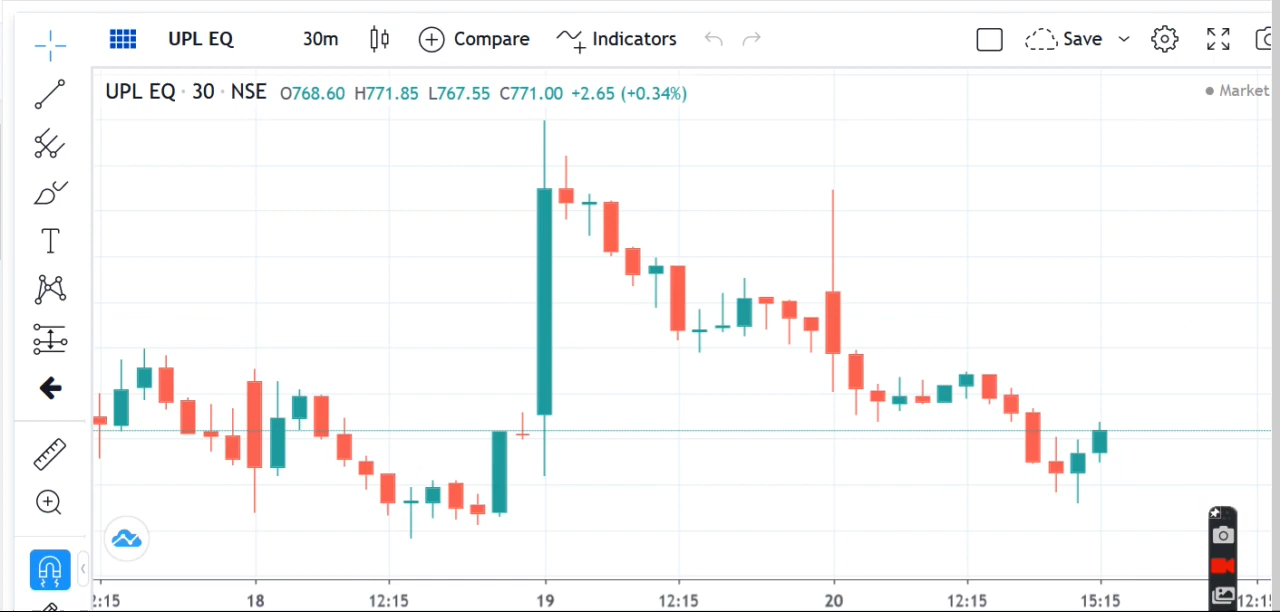 UPL EQ 30m Compare Indicators Save
UPL EQ · 30 · NSE O768.60 H771.85 L767.55 C771.00 +2.65 (+0.34%)
Market
T
2:15 18 12:15 19 12:15 20 12:15 15:15 12:1